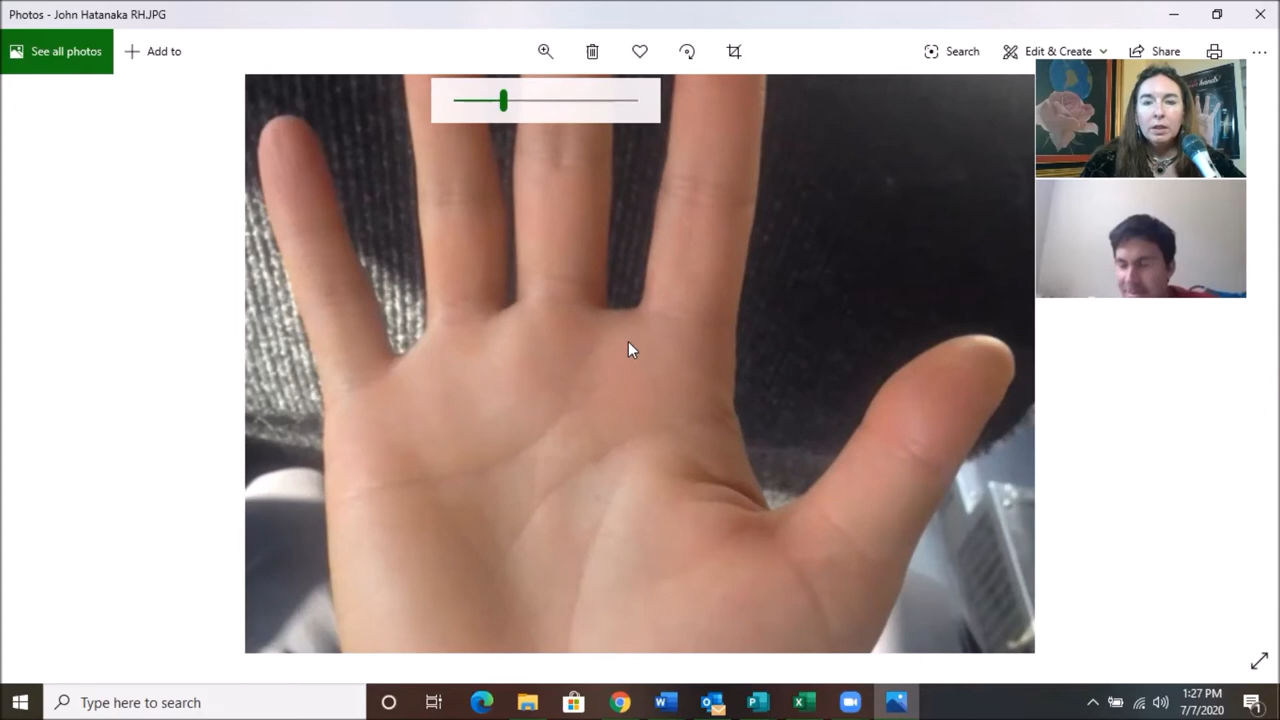 Photos - John Hatanaka RH.JPG
See all photos
Add to
Search
Edit & Create
Share
hands!
Type here to search
1:27 PM
7/7/2020